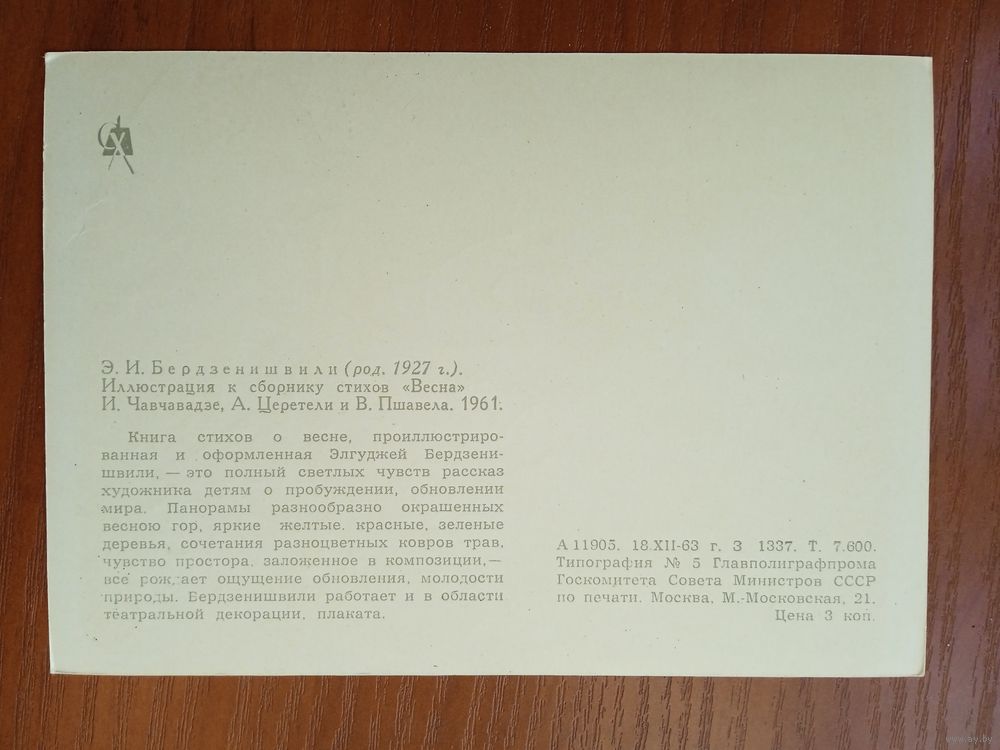 СХ
Э. И. Бердзенишвили (род. 1927 г.).
Иллюстрация к сборнику стихов «Весна»
И. Чавчавадзе, А. Церетели и В. Пшавела. 1961.
Книга стихов о весне, проиллюстриро-
ванная и оформленная Элгуджей Бердзени-
швили, — это полный светлых чувств рассказ
художника детям о пробуждении, обновлении
мира. Панорамы разнообразно окрашенных
весною гор, яркие желтые. красные, зеленые
деревья, сочетания разноцветных ковров трав,
чувство простора, заложенное в композиции, —
все рождает ощущение обновления, молодости
природы. Бердзенишвили работает и в области
театральной декорации, плаката.
А 11905. 18.XII-63 г. З 1337. Т. 7.600.
Типография № 5 Главполиграфпрома
Госкомитета Совета Министров СССР
по печати. Москва, М.-Московская, 21.
Цена 3 коп.
www.ay.by